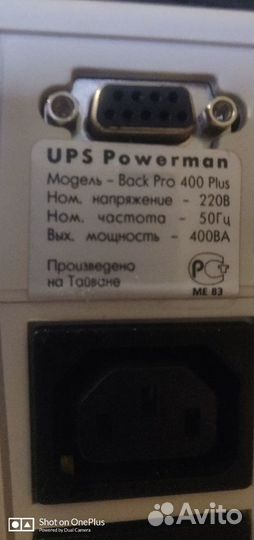 UPS Powerman
Модель – Back Pro 400 Plus
Ном. напряжение – 220В
Ном. частота – 50Гц
Вых. мощность – 400ВА
Произведено
на Тайване
РСТ
МЕ 83
Shot on OnePlus
Powered by Dual Camera
Avito